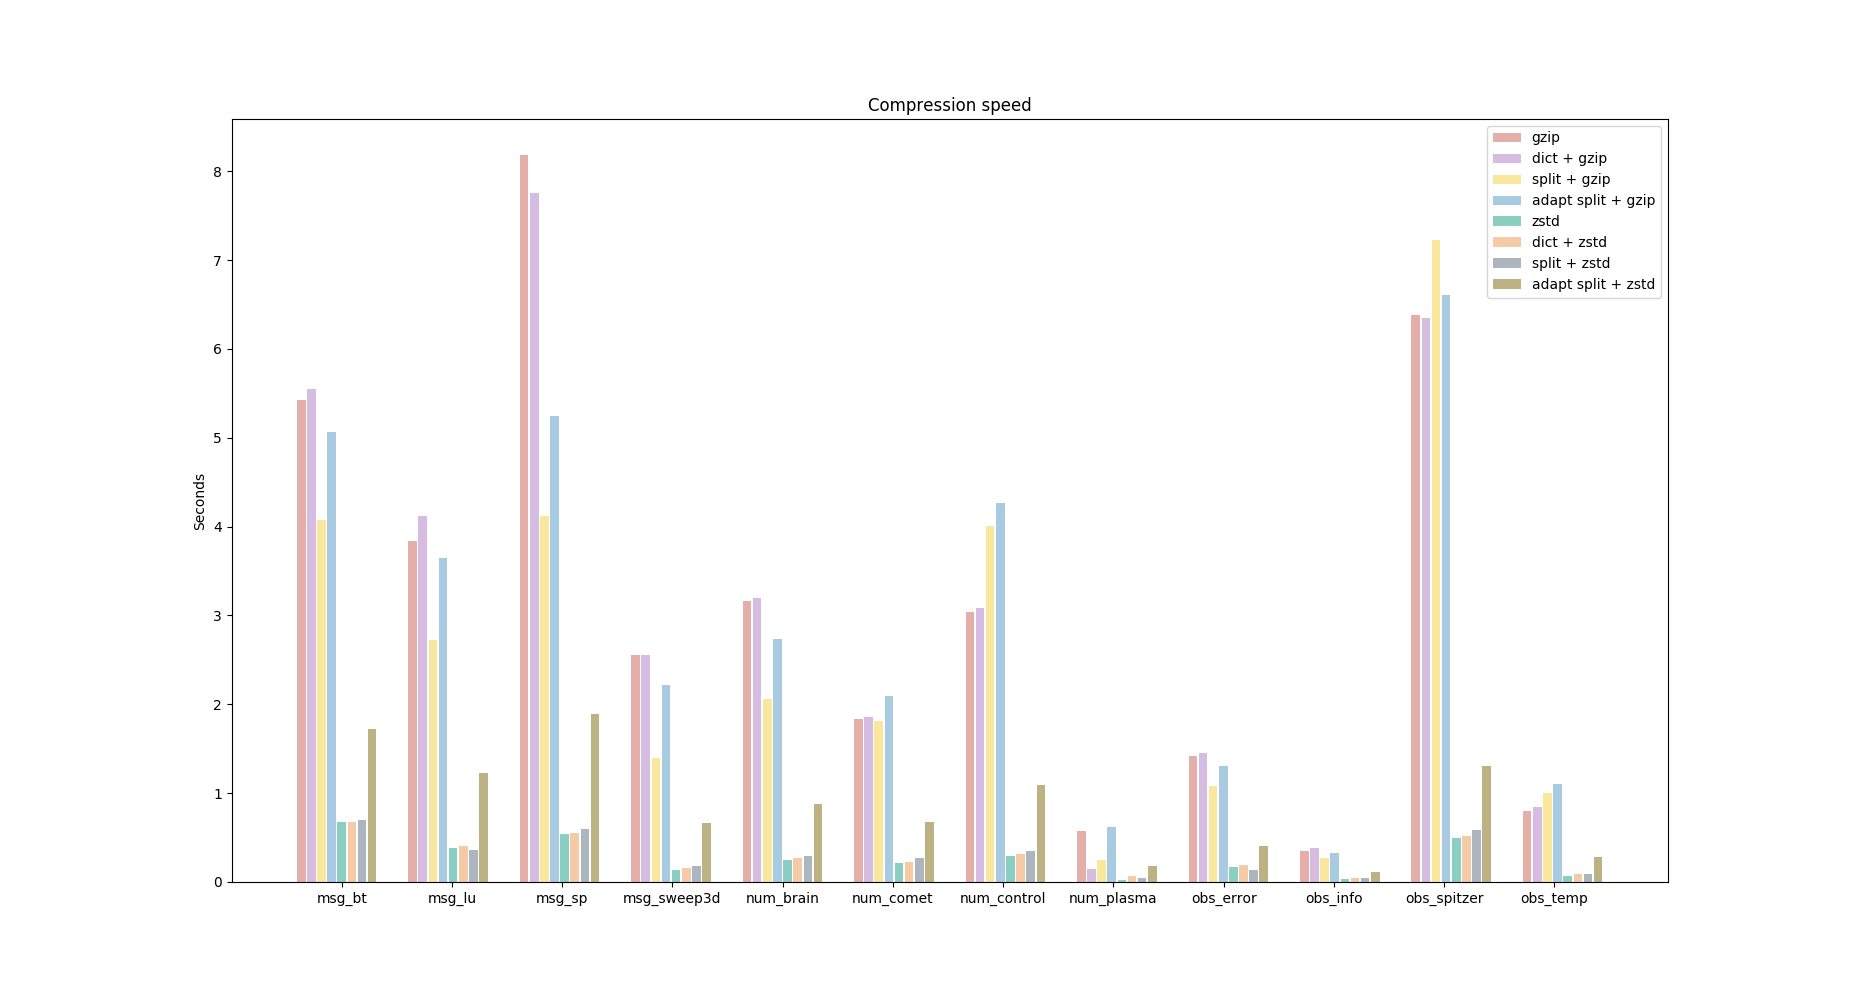 Compression speed
gzip
dict + gzip
split + gzip
adapt split + gzip
zstd
dict + zstd
split + zstd
adapt split + zstd
Seconds
8
7
6
5
4
3
2
1
0
msg_bt msg_lu msg_sp msg_sweep3d num_brain num_comet num_control num_plasma obs_error obs_info obs_spitzer obs_temp